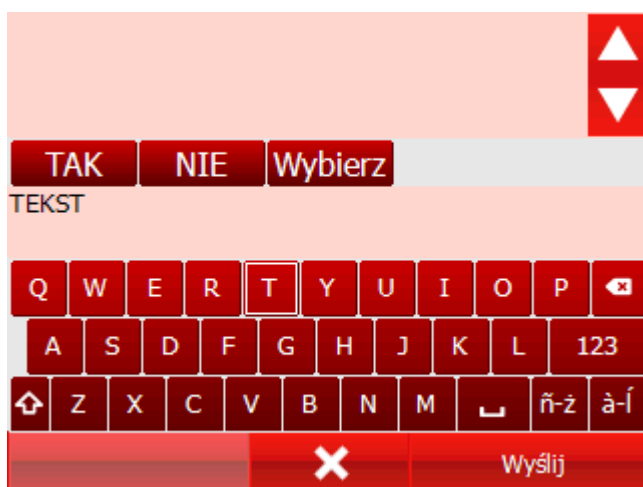 TAK NIE Wybierz
TEKST
Q W E R T Y U I O P
A S D F G H J K L 123
Z X C V B N M ñ-ż à-Í
Wyślij